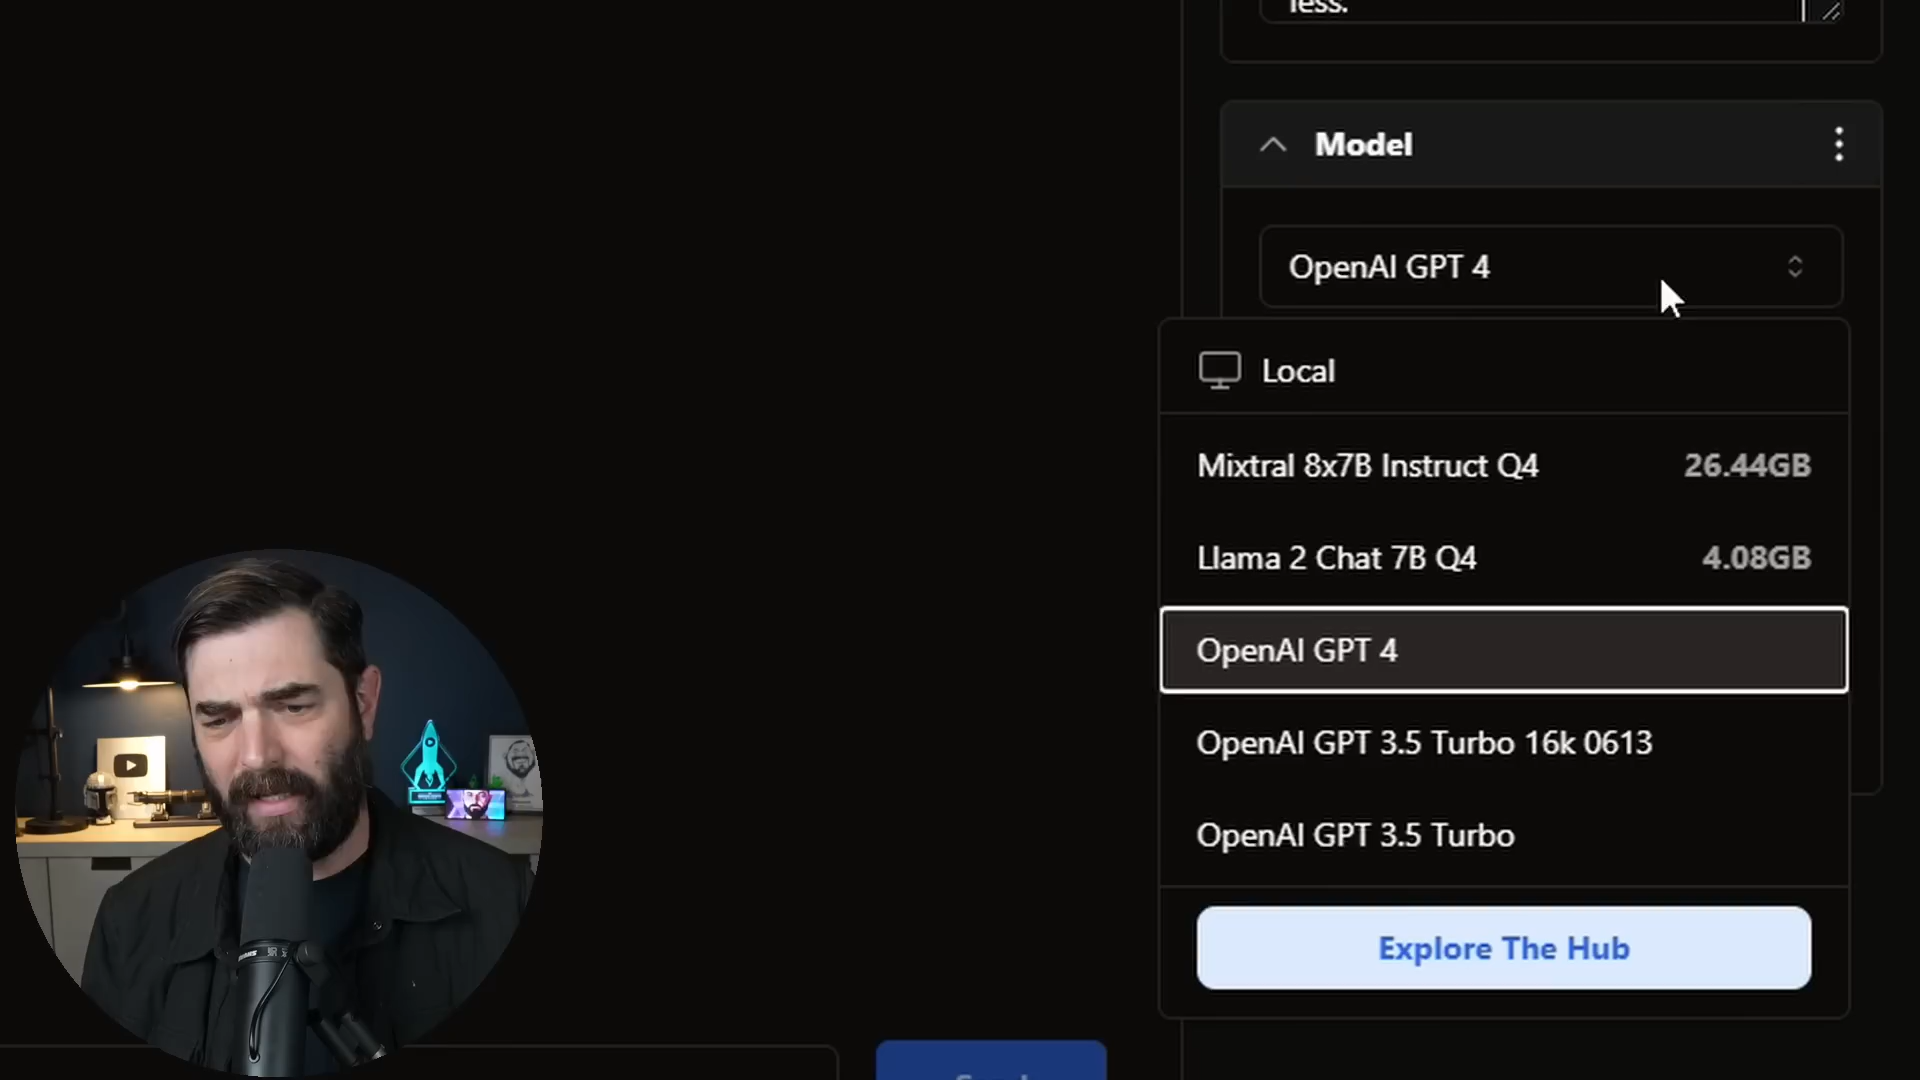 less.
Model
OpenAI GPT 4
Local
Mixtral 8x7B Instruct Q4 26.44GB
Llama 2 Chat 7B Q4 4.08GB
OpenAI GPT 4
OpenAI GPT 3.5 Turbo 16k 0613
OpenAI GPT 3.5 Turbo
Explore The Hub